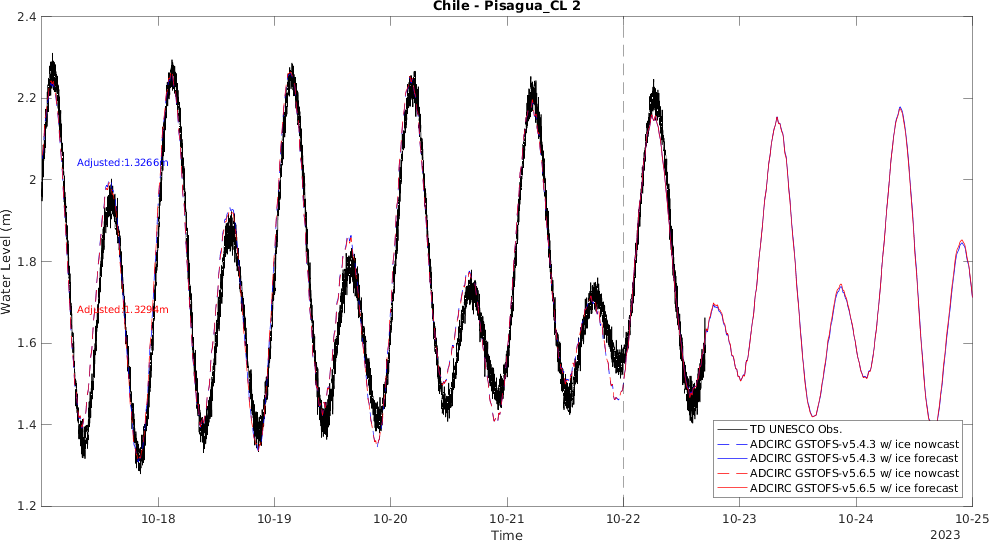 Chile - Pisagua_CL 2
2.4
2.2
2
1.8
1.6
1.4
1.2
Water Level (m)
Adjusted:1.3266m
Adjusted:1.3294m
TD UNESCO Obs.
ADCIRC GSTOFS-v5.4.3 w/ ice nowcast
ADCIRC GSTOFS-v5.4.3 w/ ice forecast
ADCIRC GSTOFS-v5.6.5 w/ ice nowcast
ADCIRC GSTOFS-v5.6.5 w/ ice forecast
10-18 10-19 10-20 10-21 10-22 10-23 10-24 10-25
Time
2023